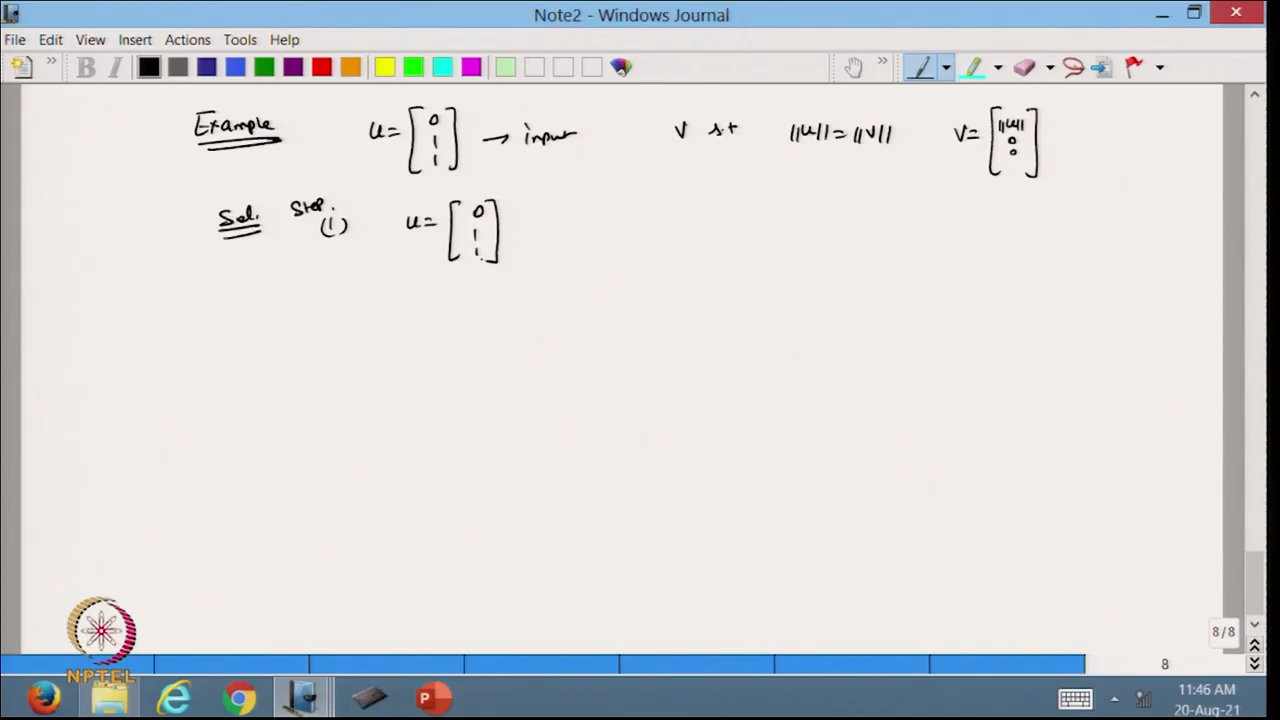 Note2 - Windows Journal
File Edit View Insert Actions Tools Help
Example u = [0 1 1] → input v s.t ||u|| = ||v|| v = [||u|| 0 0]
Sol. Step. (1) u = [0 1 1]
8/8
NPTEL
8
11:46 AM
20-Aug-21